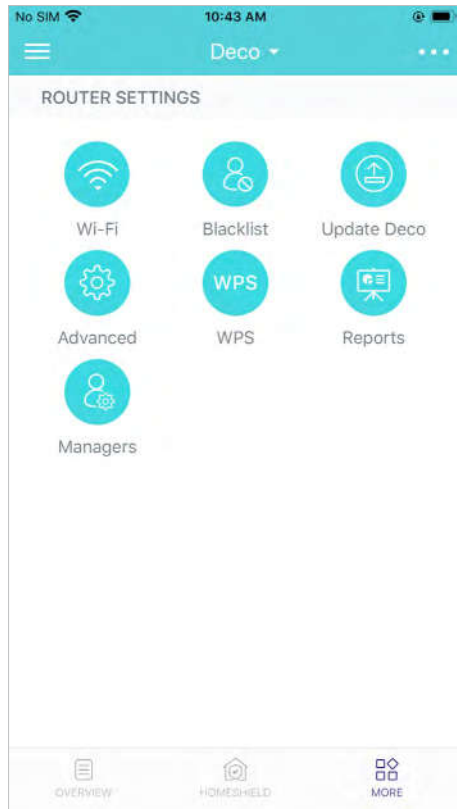 No SIM 10:43 AM
Deco
ROUTER SETTINGS
Wi-Fi Blacklist Update Deco
WPS
Advanced WPS Reports
Managers
OVERVIEW HOMESHIELD MORE